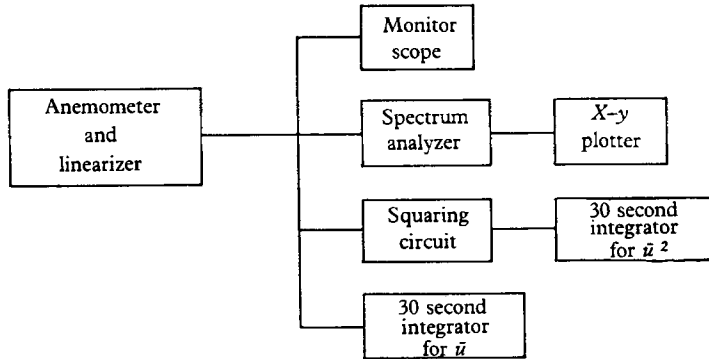 Monitor
scope
Anemometer
and
linearizer
Spectrum
analyzer
X-y
plotter
Squaring
circuit
30 second
integrator
for ū²
30 second
integrator
for ū